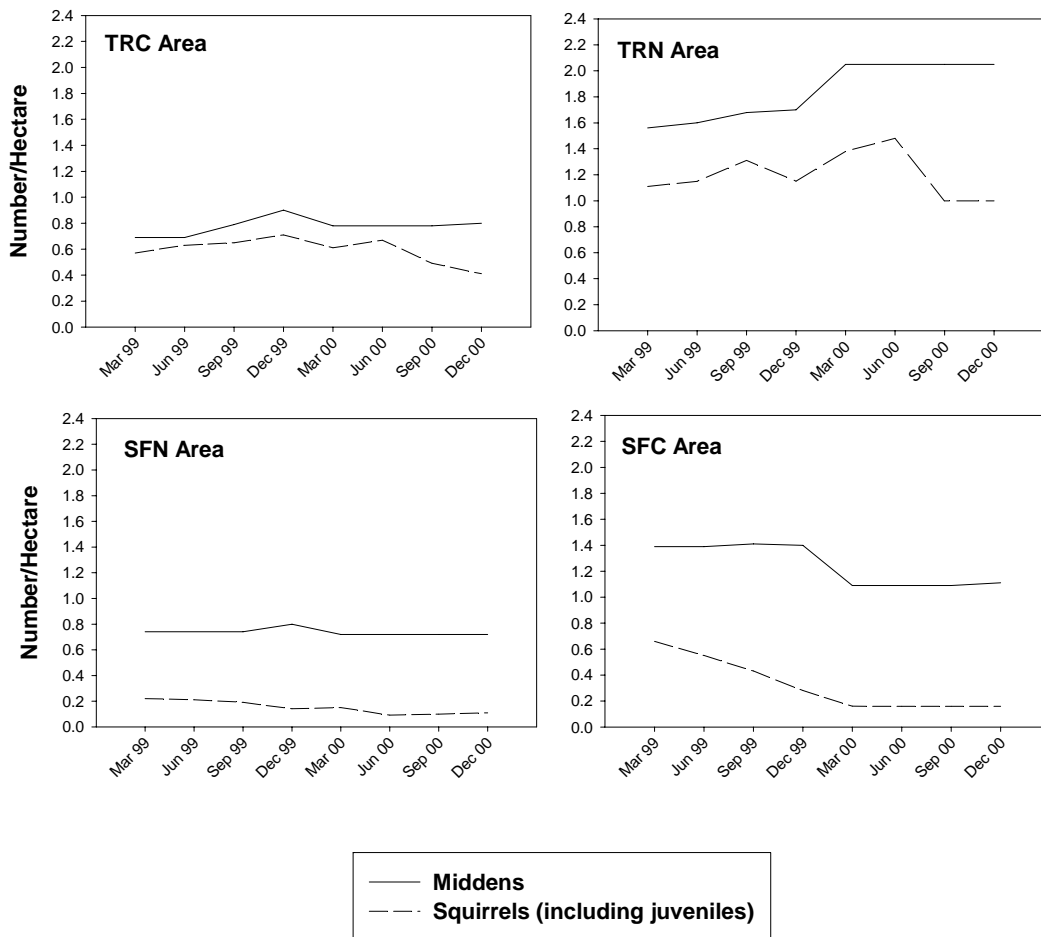 TRC Area
Number/Hectare
2.4
2.2
2.0
1.8
1.6
1.4
1.2
1.0
0.8
0.6
0.4
0.2
0.0
Mar 99
Jun 99
Sep 99
Dec 99
Mar 00
Jun 00
Sep 00
Dec 00
TRN Area
2.4
2.2
2.0
1.8
1.6
1.4
1.2
1.0
0.8
0.6
0.4
0.2
0.0
Mar 99
Jun 99
Sep 99
Dec 99
Mar 00
Jun 00
Sep 00
Dec 00
SFN Area
Number/Hectare
2.4
2.2
2.0
1.8
1.6
1.4
1.2
1.0
0.8
0.6
0.4
0.2
0.0
Mar 99
Jun 99
Sep 99
Dec 99
Mar 00
Jun 00
Sep 00
Dec 00
SFC Area
2.4
2.2
2.0
1.8
1.6
1.4
1.2
1.0
0.8
0.6
0.4
0.2
0.0
Mar 99
Jun 99
Sep 99
Dec 99
Mar 00
Jun 00
Sep 00
Dec 00
Middens
Squirrels (including juveniles)